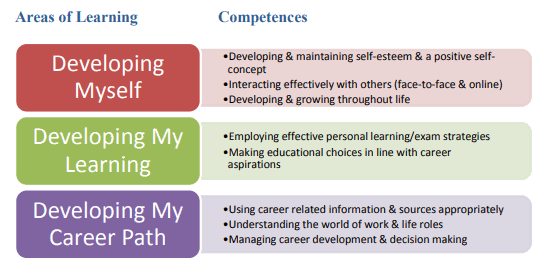 Areas of Learning
Competences
Developing
Myself
•Developing & maintaining self-esteem & a positive self-
concept
•Interacting effectively with others (face-to-face & online)
•Developing & growing throughout life
Developing My
Learning
•Employing effective personal learning/exam strategies
•Making educational choices in line with career
aspirations
Developing My
Career Path
•Using career related information & sources appropriately
•Understanding the world of work & life roles
•Managing career development & decision making